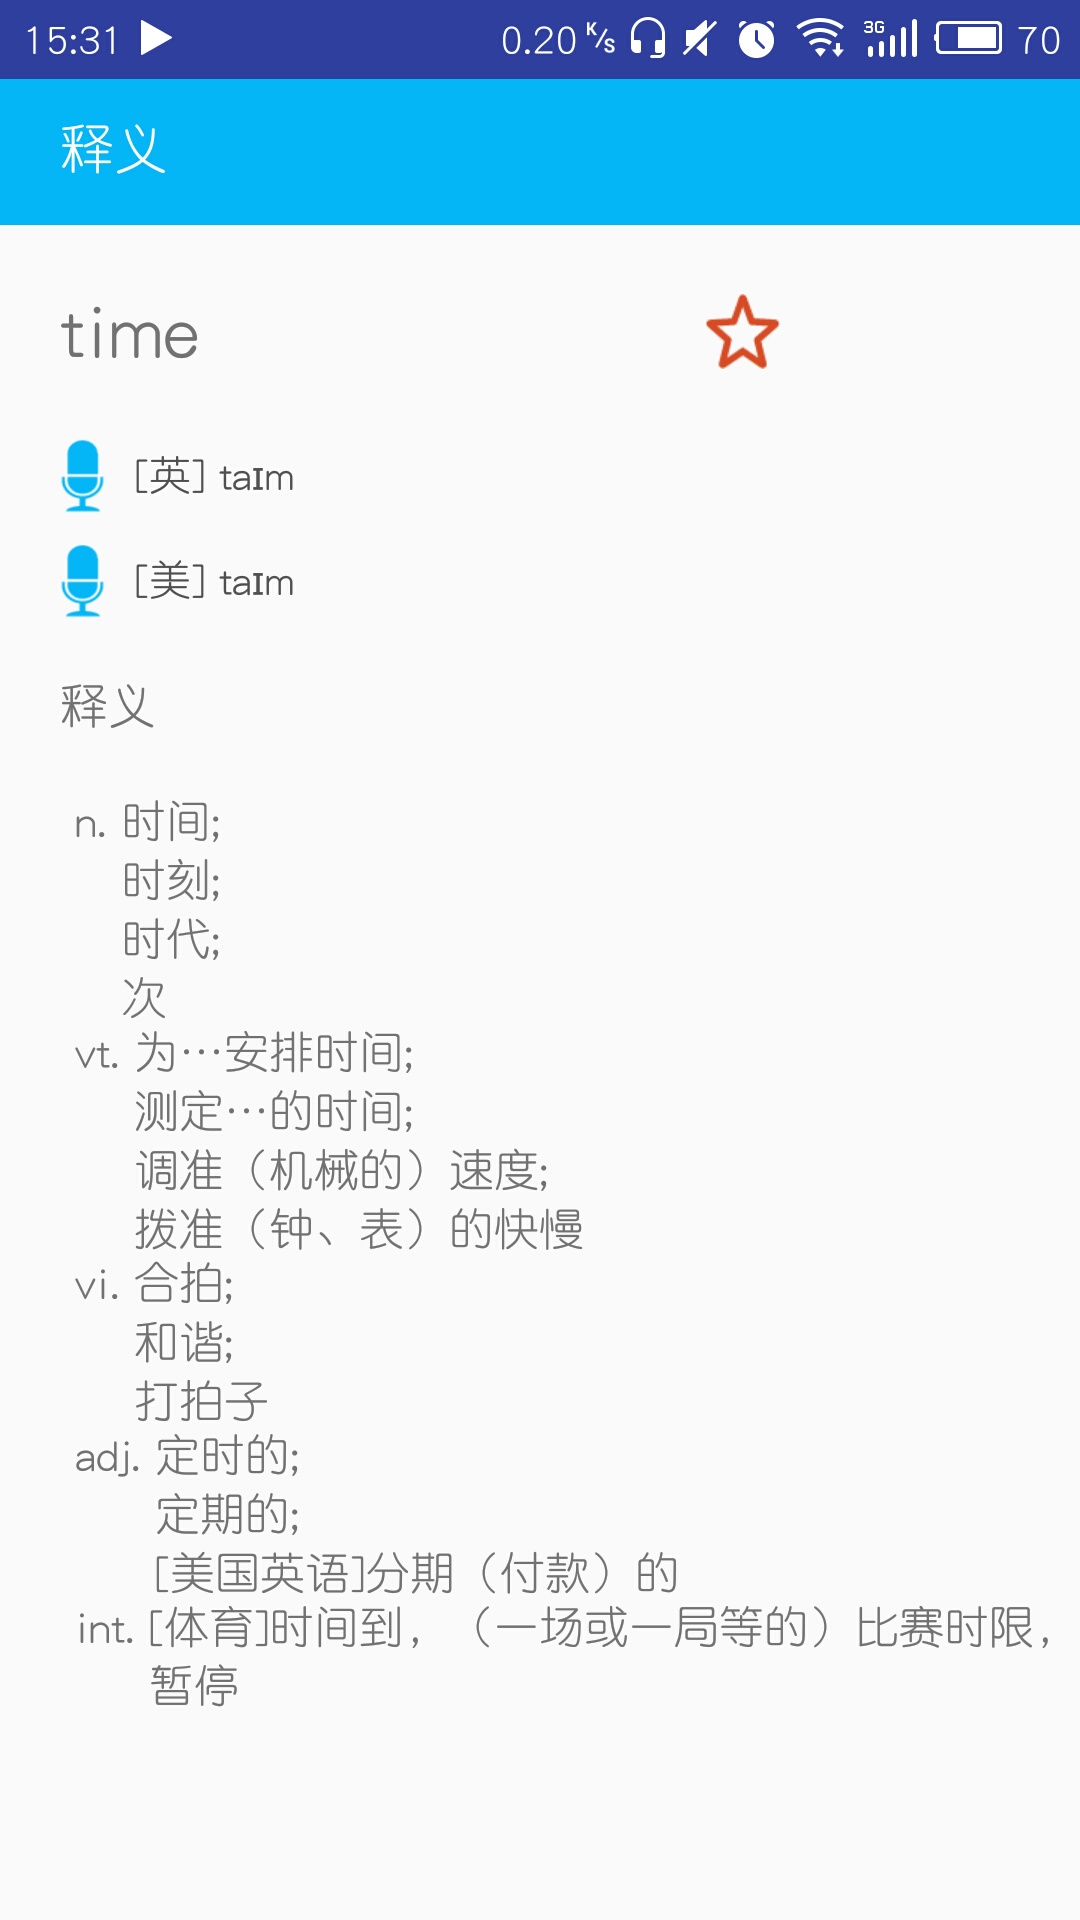 15:31 0.20 K/s 3G 70
释义
time
[英] taɪm
[美] taɪm
释义
n. 时间;
时刻;
时代;
次
vt. 为…安排时间;
测定…的时间;
调准（机械的）速度;
拨准（钟、表）的快慢
vi. 合拍;
和谐;
打拍子
adj. 定时的;
定期的;
[美国英语]分期（付款）的
int. [体育]时间到，（一场或一局等的）比赛时限，
暂停